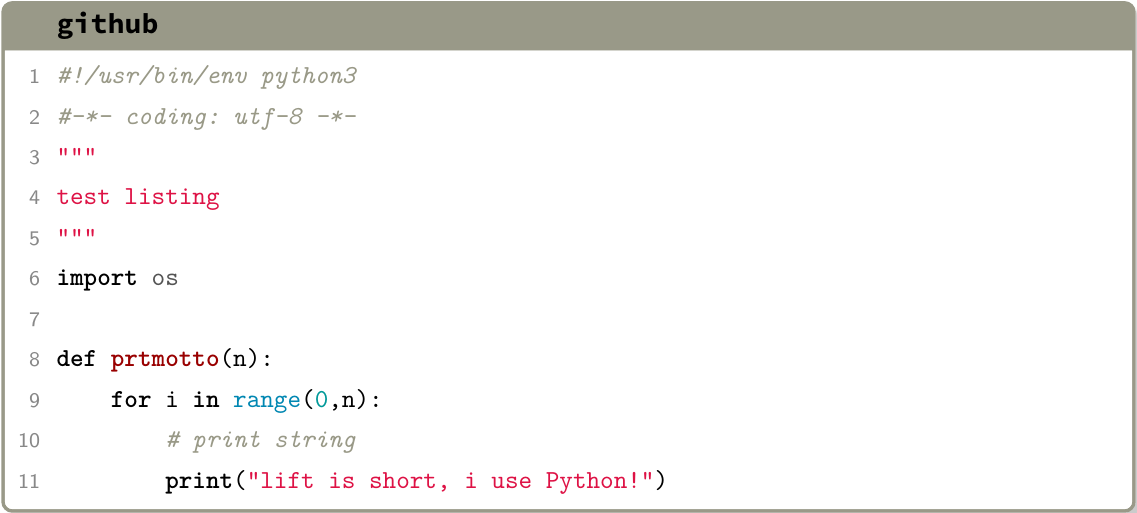 github
1 #!/usr/bin/env python3
2 #-*- coding: utf-8 -*-
3 """
4 test listing
5 """
6 import os
7
8 def prtmotto(n):
9     for i in range(0,n):
10         # print string
11         print("lift is short, i use Python!")